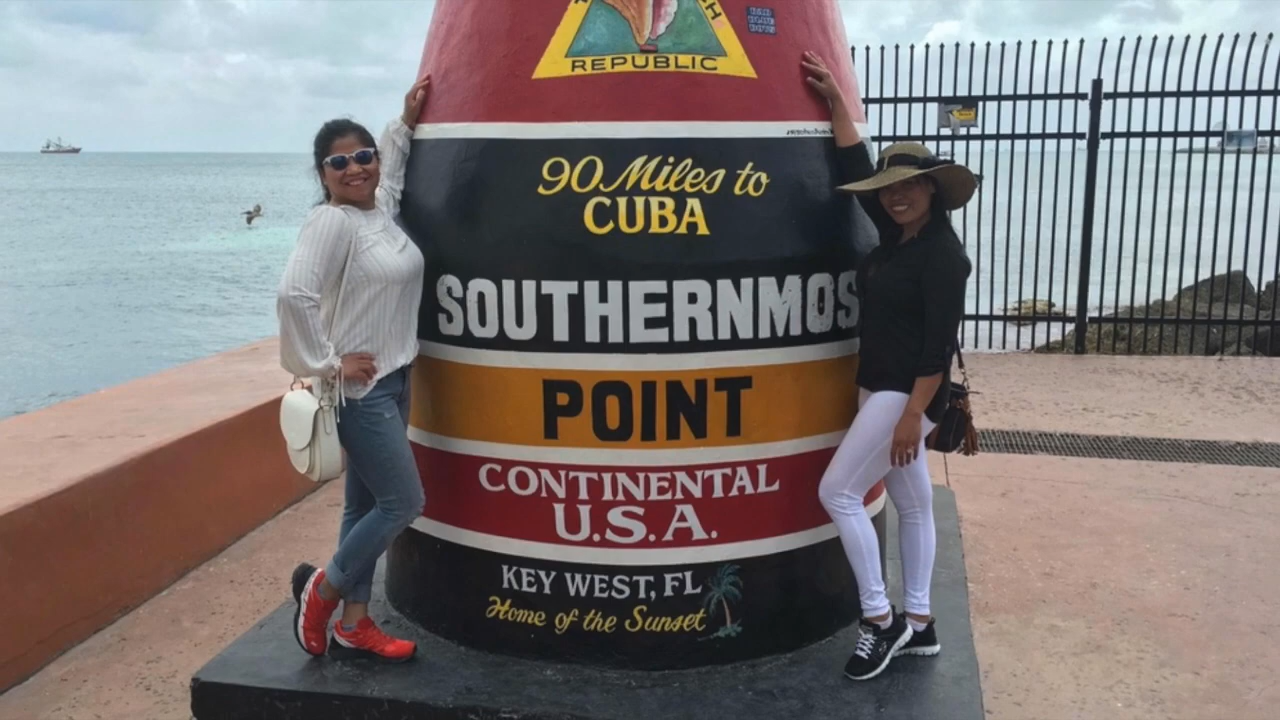 REPUBLIC
90 Miles to
CUBA
SOUTHERNMOS
POINT
CONTINENTAL
U.S.A.
KEY WEST, FL
Home of the Sunset